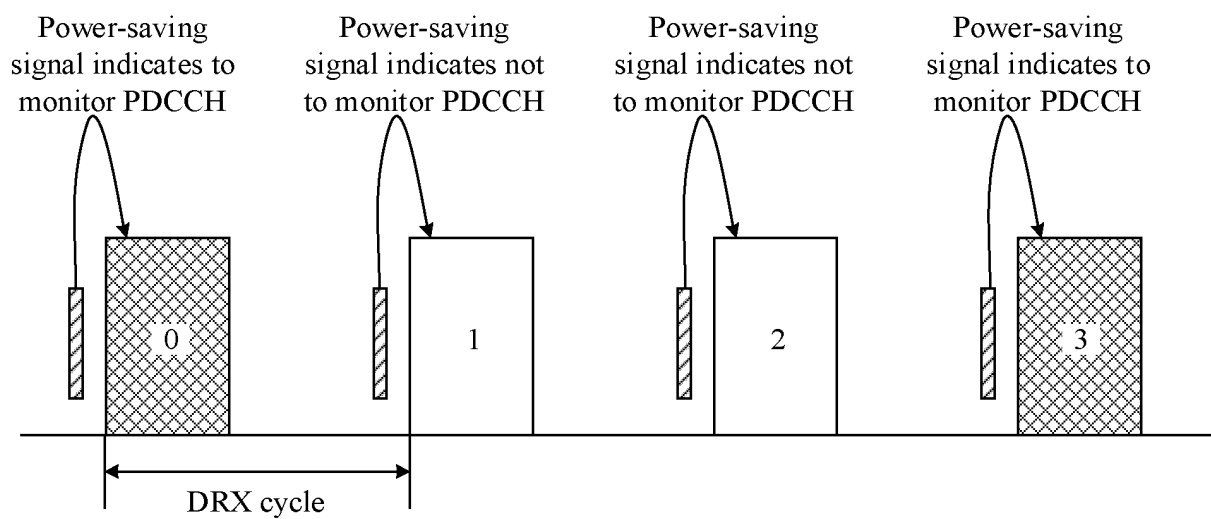 Power-saving
signal indicates to
monitor PDCCH
Power-saving
signal indicates not
to monitor PDCCH
Power-saving
signal indicates not
to monitor PDCCH
Power-saving
signal indicates to
monitor PDCCH
0
1
2
3
DRX cycle